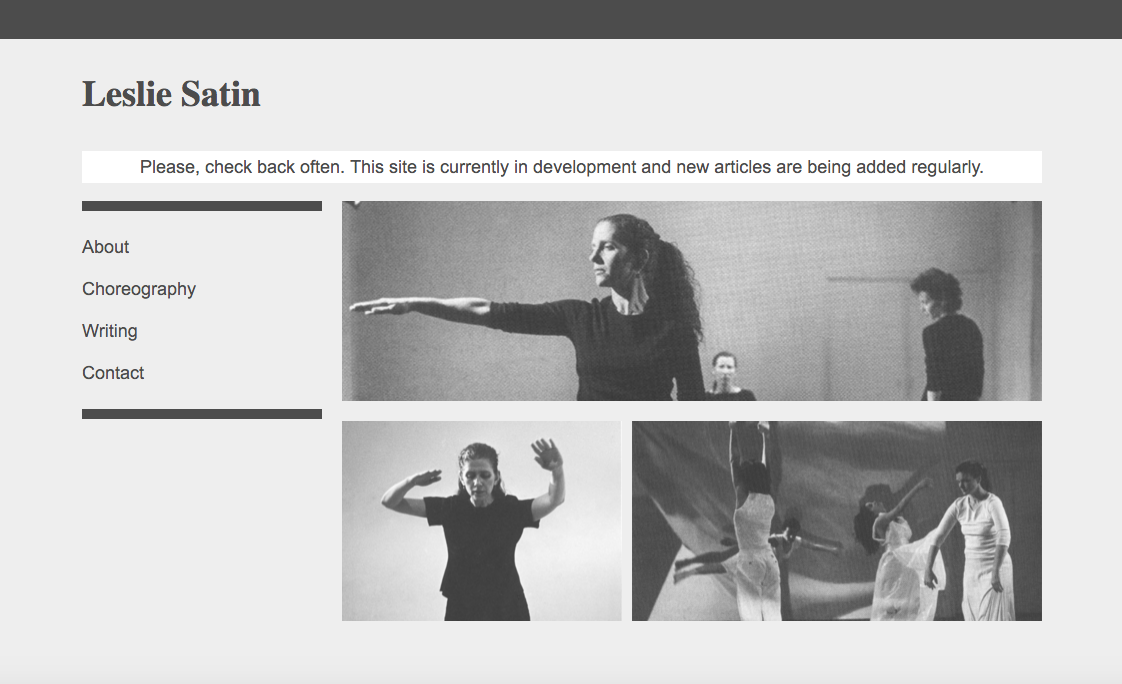 Leslie Satin
Please, check back often. This site is currently in development and new articles are being added regularly.
About
Choreography
Writing
Contact